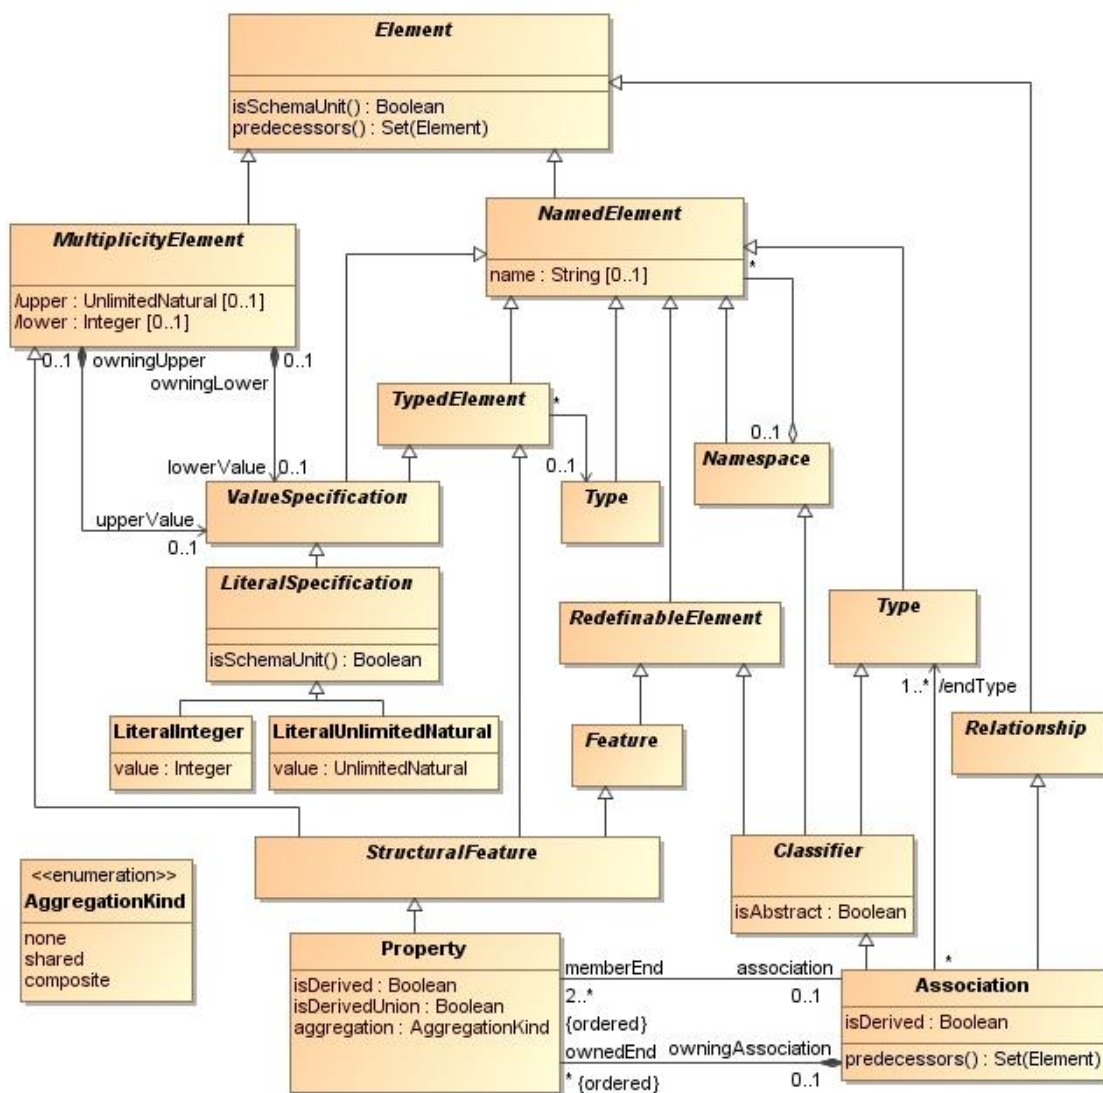 Element
isSchemaUnit() : Boolean
predecessors() : Set(Element)
MultiplicityElement
/upper : UnlimitedNatural [0..1]
/lower : Integer [0..1]
NamedElement
name : String [0..1]
*
0..1
owningUpper
0..1
owningLower
TypedElement
*
0..1
0..1
Namespace
lowerValue
0..1
ValueSpecification
Type
upperValue
0..1
LiteralSpecification
isSchemaUnit() : Boolean
RedefinableElement
Type
1..*
/endType
LiteralInteger
value : Integer
LiteralUnlimitedNatural
value : UnlimitedNatural
Feature
Relationship
StructuralFeature
Classifier
isAbstract : Boolean
<<enumeration>>
AggregationKind
none
shared
composite
Property
isDerived : Boolean
isDerivedUnion : Boolean
aggregation : AggregationKind
memberEnd
association
2..*
0..1
{ordered}
ownedEnd
owningAssociation
* {ordered}
0..1
*
Association
isDerived : Boolean
predecessors() : Set(Element)